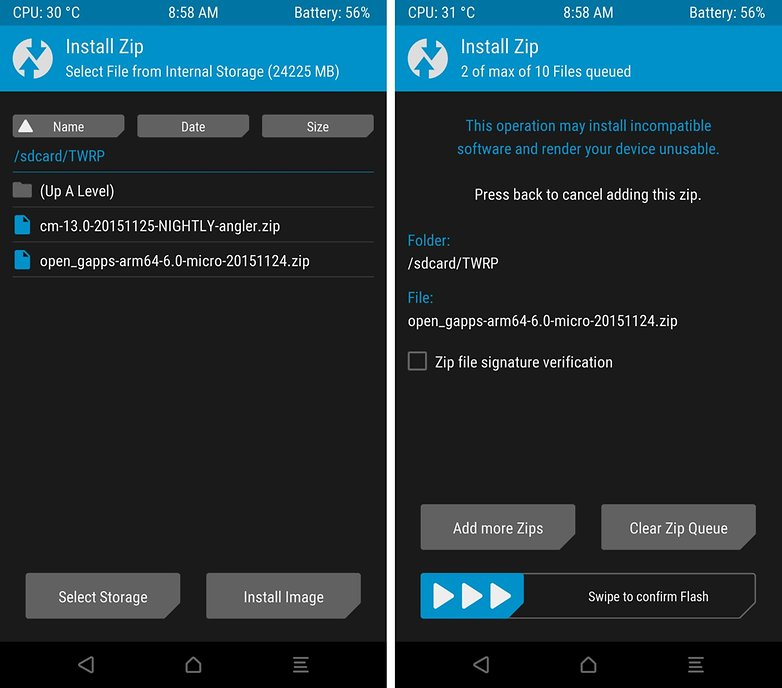 CPU: 30 °C 8:58 AM Battery: 56%
Install Zip
Select File from Internal Storage (24225 MB)
Name Date Size
/sdcard/TWRP
(Up A Level)
cm-13.0-20151125-NIGHTLY-angler.zip
open_gapps-arm64-6.0-micro-20151124.zip
Select Storage Install Image
CPU: 31 °C 8:58 AM Battery: 56%
Install Zip
2 of max of 10 Files queued
This operation may install incompatible
software and render your device unusable.
Press back to cancel adding this zip.
Folder:
/sdcard/TWRP
File:
open_gapps-arm64-6.0-micro-20151124.zip
Zip file signature verification
Add more Zips Clear Zip Queue
Swipe to confirm Flash